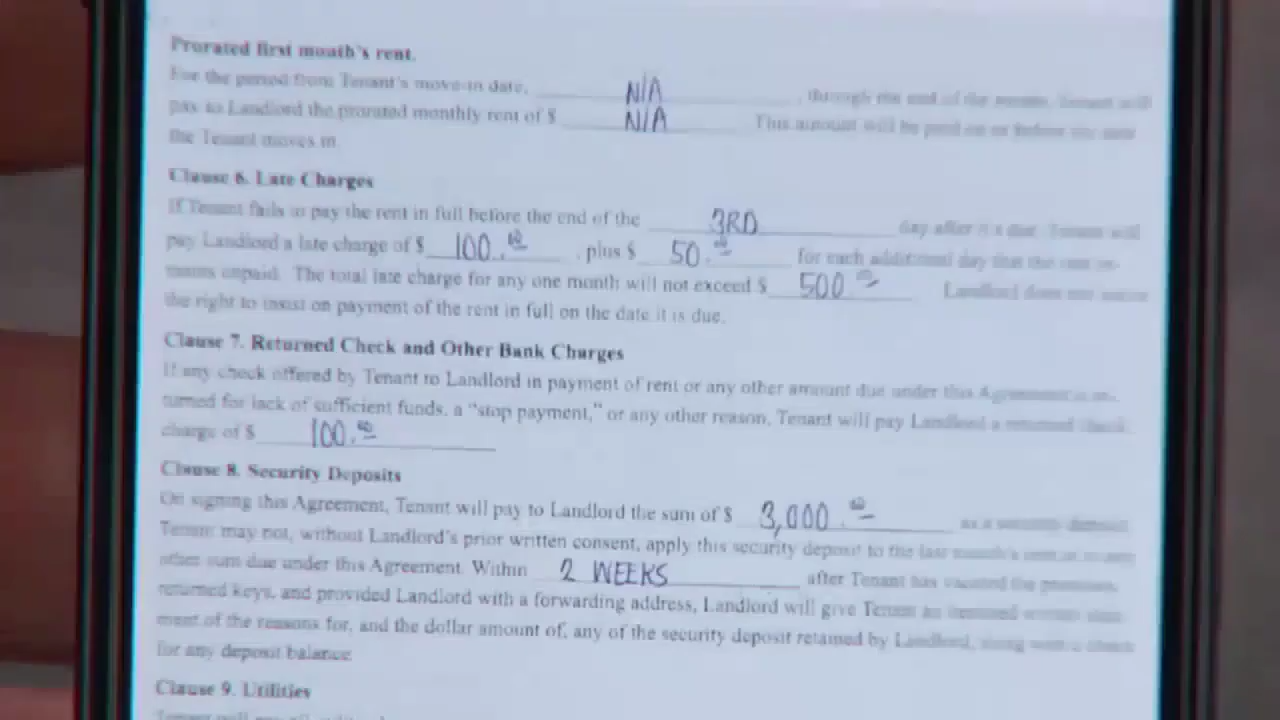 Prorated first month's rent.
For the period from Tenant's move-in date, N/A , through the end of the month, Tenant will
pay to Landlord the prorated monthly rent of $ N/A This amount will be paid on or before the date
the Tenant moves in.
Clause 6. Late Charges
If Tenant fails to pay the rent in full before the end of the 3RD day after it's due, Tenant will
pay Landlord a late charge of $ 100.00 , plus $ 50.00 for each additional day that the rent re-
mains unpaid. The total late charge for any one month will not exceed $ 500.00 Landlord does not waive
the right to insist on payment of the rent in full on the date it is due.
Clause 7. Returned Check and Other Bank Charges
If any check offered by Tenant to Landlord in payment of rent or any other amount due under this Agreement is re-
turned for lack of sufficient funds, a "stop payment," or any other reason, Tenant will pay Landlord a returned check
charge of $ 100.00
Clause 8. Security Deposits
On signing this Agreement, Tenant will pay to Landlord the sum of $ 3,000.00 as a security deposit.
Tenant may not, without Landlord's prior written consent, apply this security deposit to the last month's rent or to any
other sum due under this Agreement. Within 2 WEEKS after Tenant has vacated the premises,
returned keys, and provided Landlord with a forwarding address, Landlord will give Tenant an itemized written state-
ment of the reasons for, and the dollar amount of, any of the security deposit retained by Landlord, along with a check
for any deposit balance.
Clause 9. Utilities